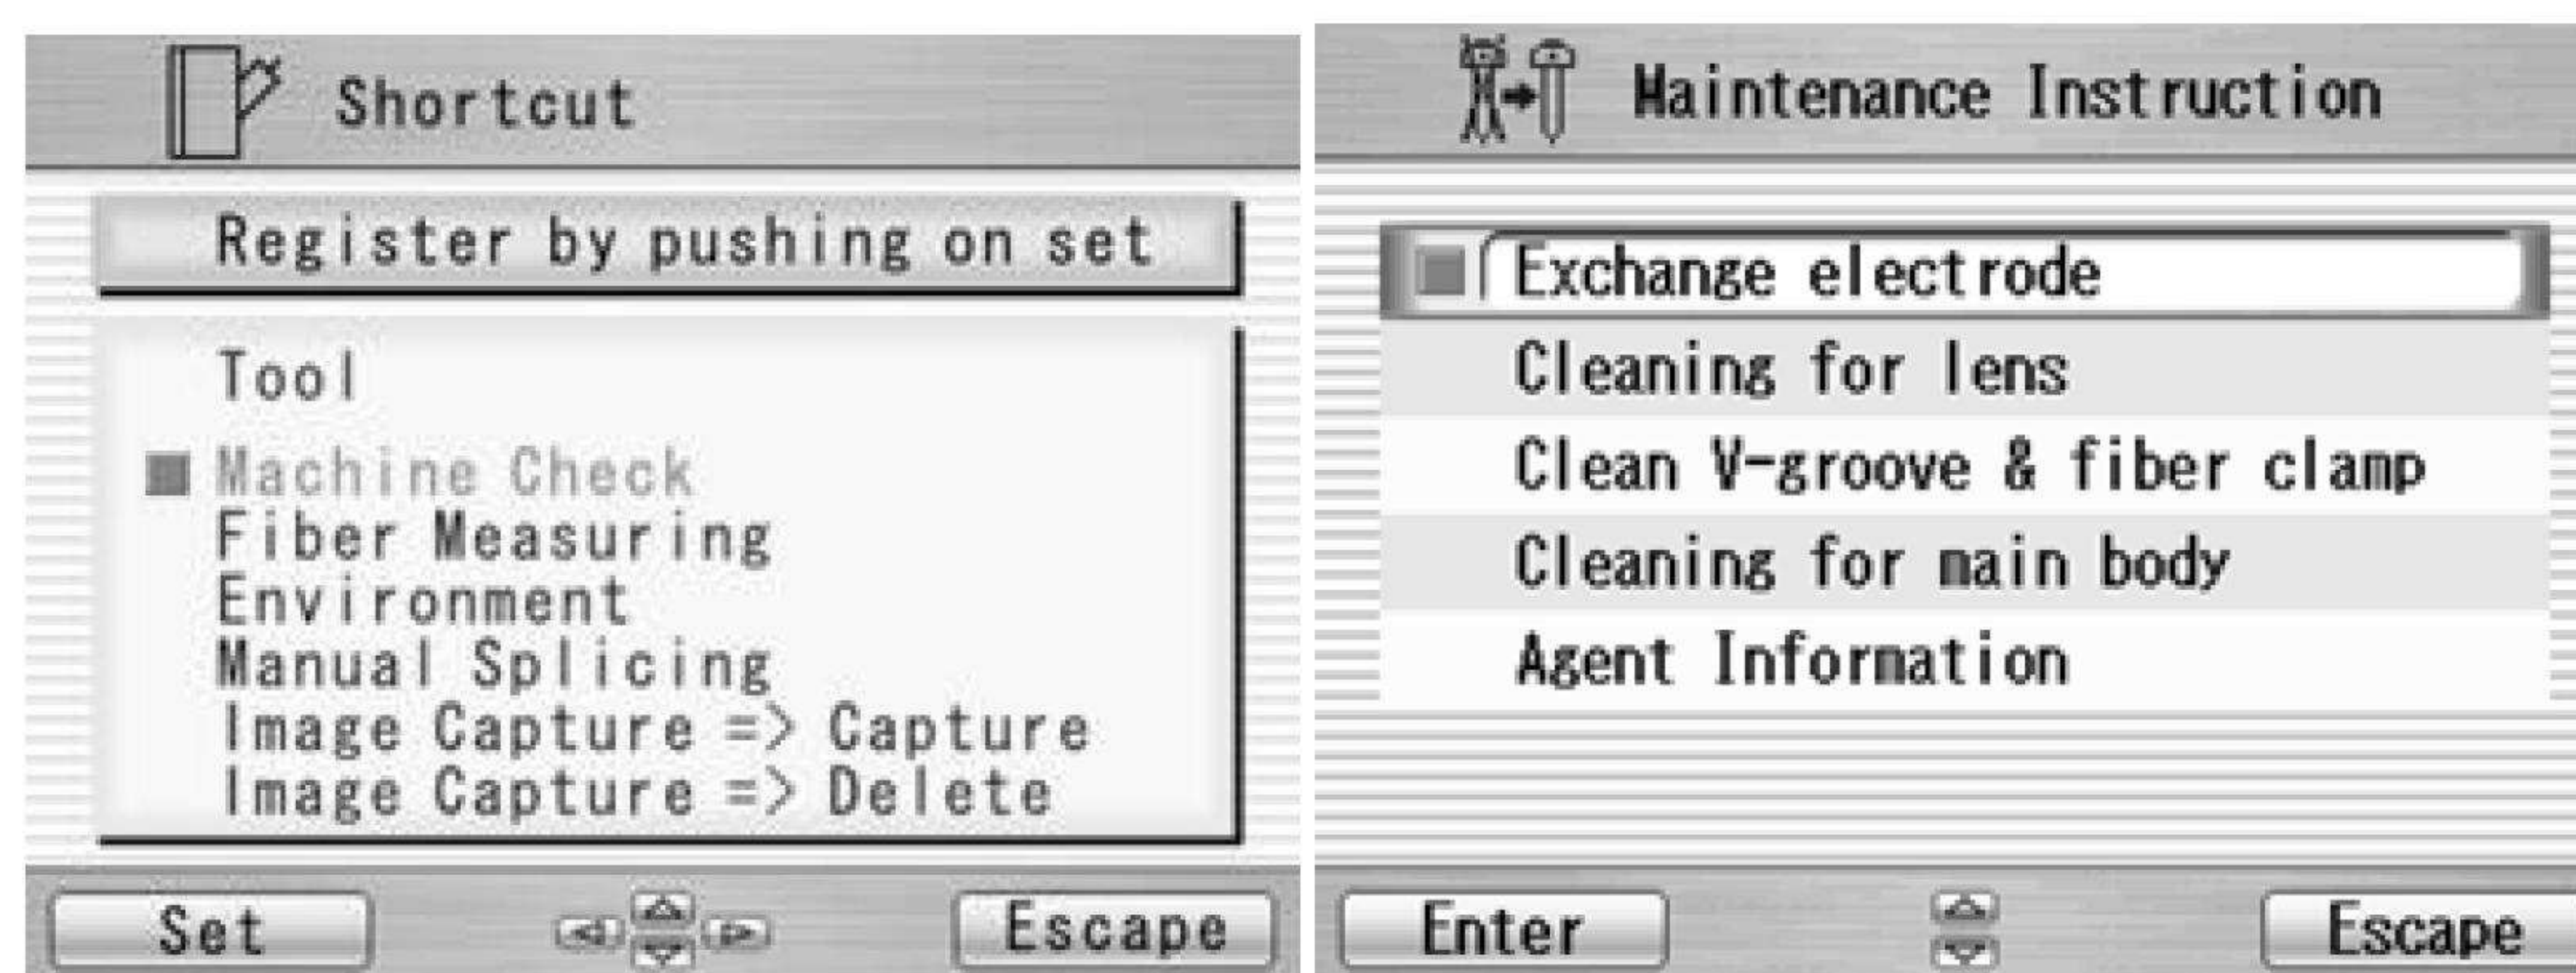 Shortcut
Register by pushing on set
Tool
Machine Check
Fiber Measuring
Environment
Manual Splicing
Image Capture => Capture
Image Capture => Delete
Set
Escape
Maintenance Instruction
Exchange electrode
Cleaning for lens
Clean V-groove & fiber clamp
Cleaning for main body
Agent Information
Enter
Escape